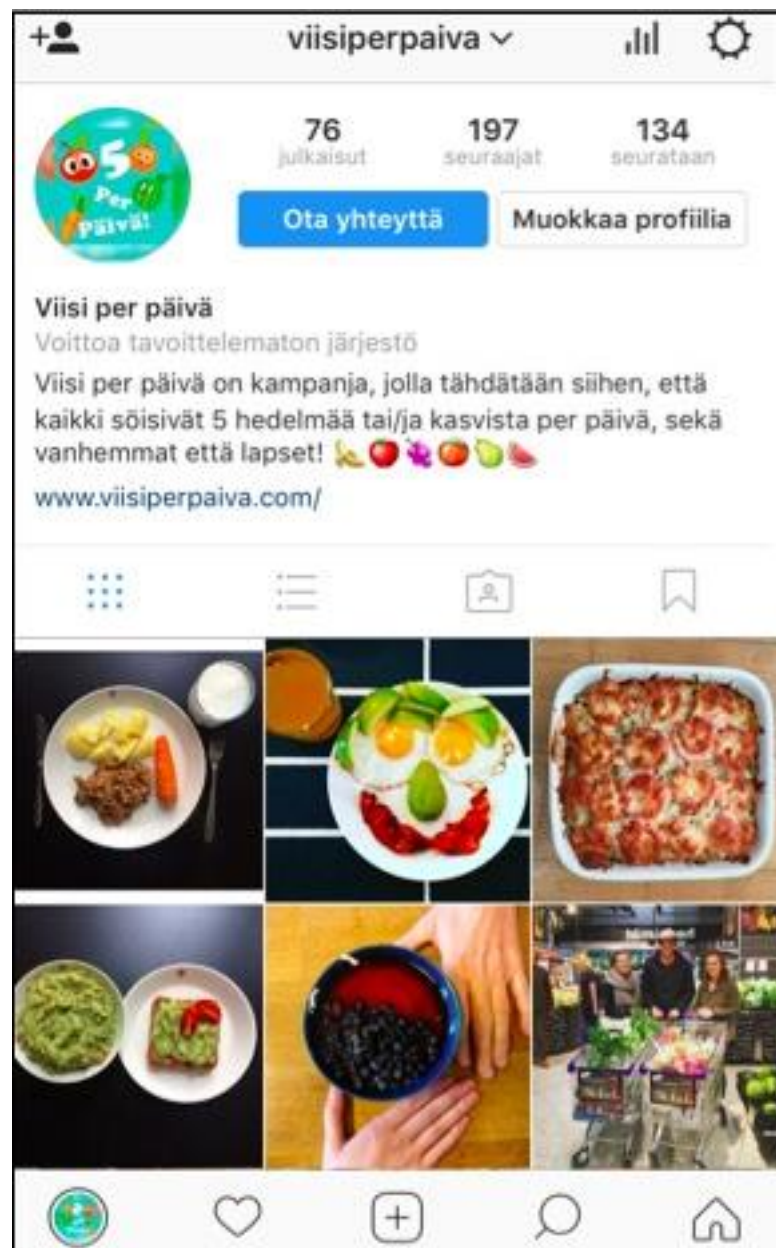 viisiperpaiva
76
julkaisut
197
seuraajat
134
seurataan
5
Per
Päivä!
Ota yhteyttä
Muokkaa profiilia
Viisi per päivä
Voittoa tavoittelematon järjestö
Viisi per päivä on kampanja, jolla tähdätään siihen, että
kaikki söisivät 5 hedelmää tai/ja kasvista per päivä, sekä
vanhemmat että lapset! 🍌🍎🍇🍅🍐🍉
www.viisiperpaiva.com/